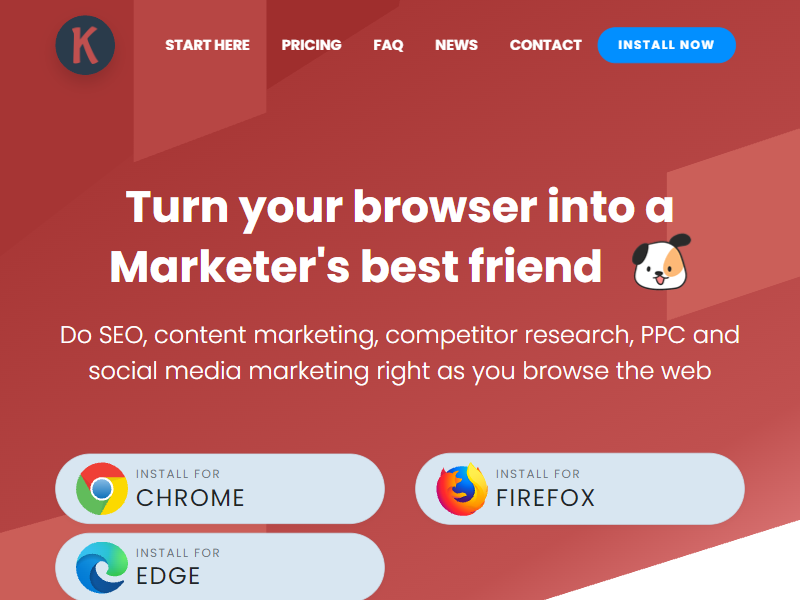 K
START HERE PRICING FAQ NEWS CONTACT INSTALL NOW
Turn your browser into a
Marketer's best friend
Do SEO, content marketing, competitor research, PPC and
social media marketing right as you browse the web
INSTALL FOR
CHROME
INSTALL FOR
FIREFOX
INSTALL FOR
EDGE